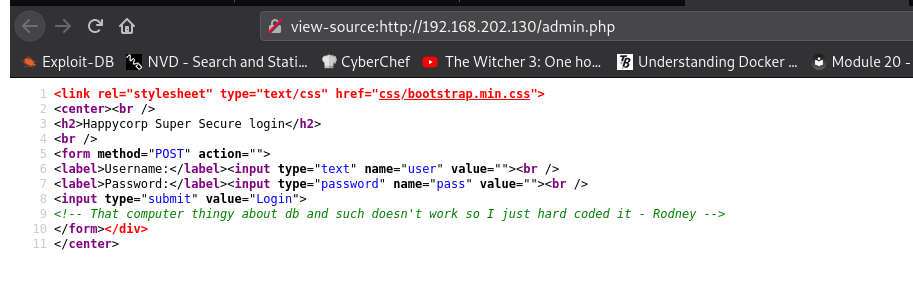 view-source:http://192.168.202.130/admin.php
Exploit-DB NVD - Search and Stati... CyberChef The Witcher 3: One ho... Understanding Docker ... Module 20 -
1 <link rel="stylesheet" type="text/css" href="css/bootstrap.min.css">
2 <center><br />
3 <h2>Happycorp Super Secure login</h2>
4 <br />
5 <form method="POST" action="">
6 <label>Username:</label><input type="text" name="user" value=""><br />
7 <label>Password:</label><input type="password" name="pass" value=""><br />
8 <input type="submit" value="Login">
9 <!-- That computer thingy about db and such doesn't work so I just hard coded it - Rodney -->
10 </form></div>
11 </center>